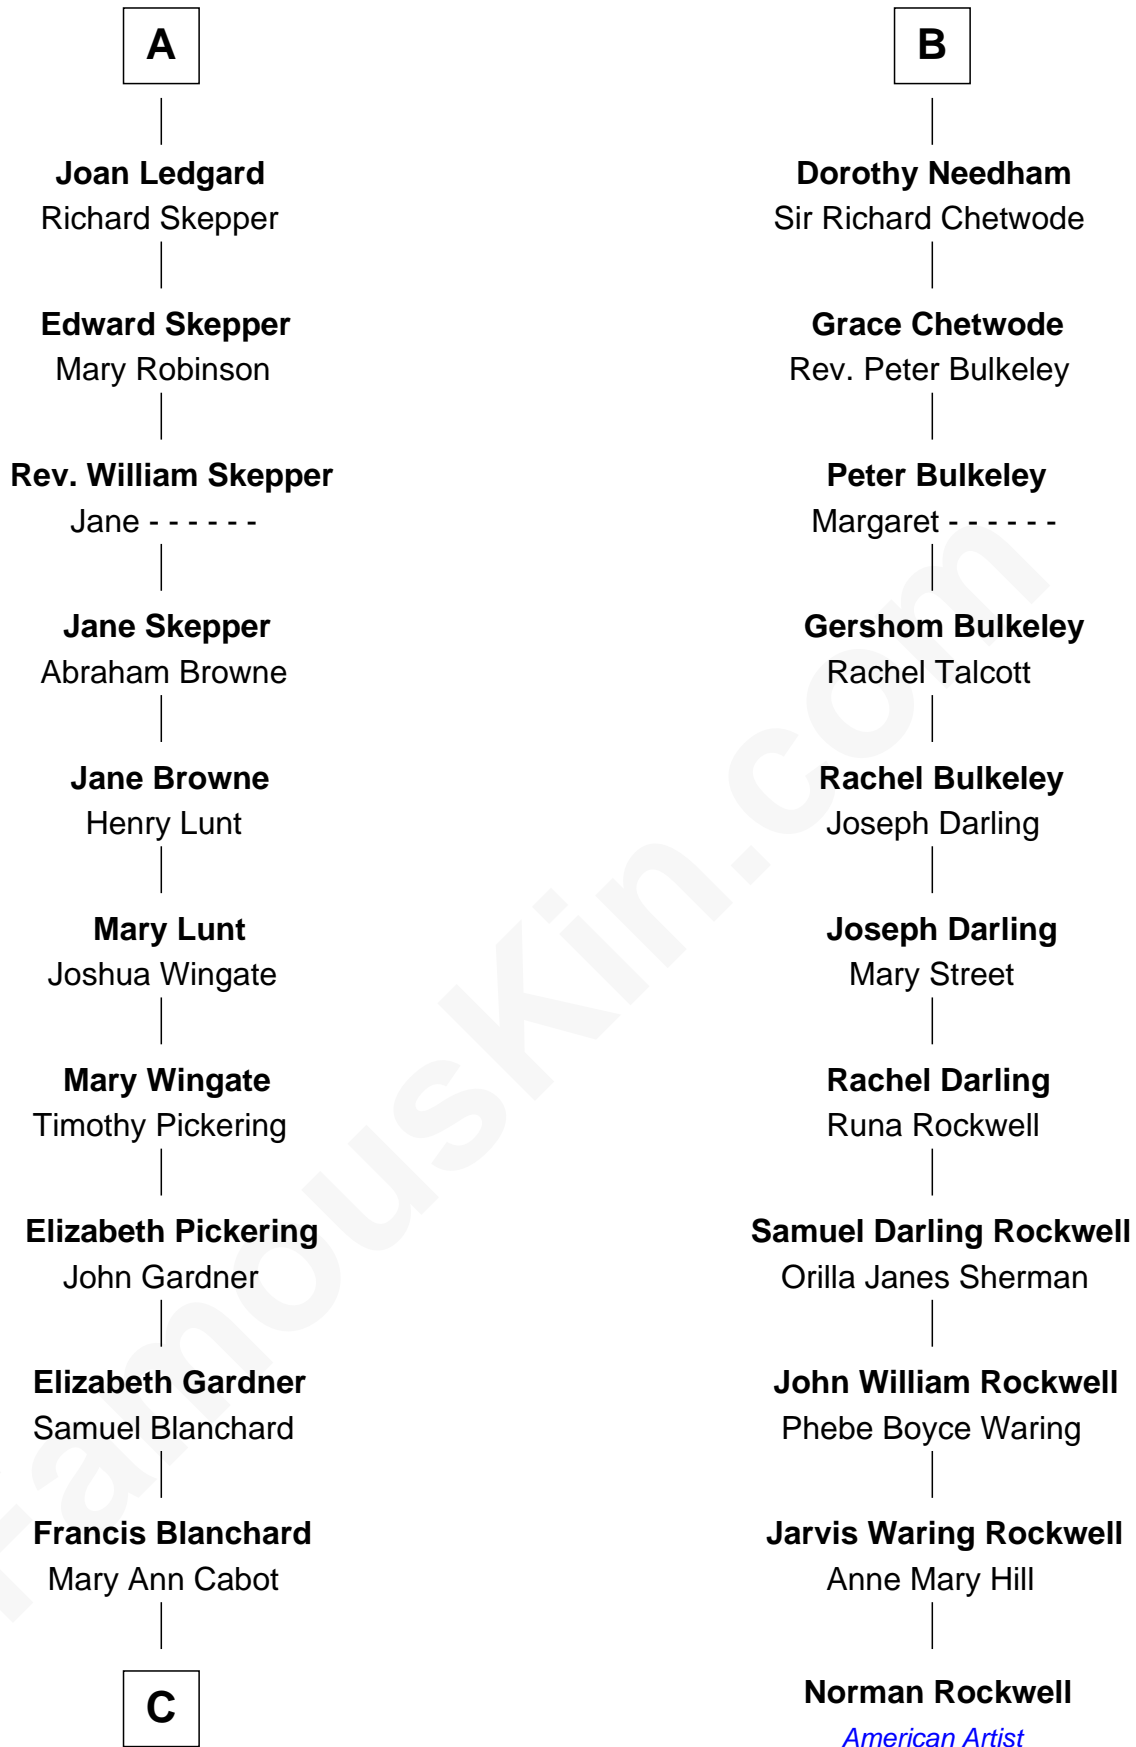 A
Joan Ledgard
Richard Skepper
Edward Skepper
Mary Robinson
Rev. William Skepper
Jane - - - - - -
Jane Skepper
Abraham Browne
Jane Browne
Henry Lunt
Mary Lunt
Joshua Wingate
Mary Wingate
Timothy Pickering
Elizabeth Pickering
John Gardner
Elizabeth Gardner
Samuel Blanchard
Francis Blanchard
Mary Ann Cabot
C
B
Dorothy Needham
Sir Richard Chetwode
Grace Chetwode
Rev. Peter Bulkeley
Peter Bulkeley
Margaret - - - - - -
Gershom Bulkeley
Rachel Talcott
Rachel Bulkeley
Joseph Darling
Joseph Darling
Mary Street
Rachel Darling
Runa Rockwell
Samuel Darling Rockwell
Orilla Janes Sherman
John William Rockwell
Phebe Boyce Waring
Jarvis Waring Rockwell
Anne Mary Hill
Norman Rockwell
American Artist
FamousKin.com